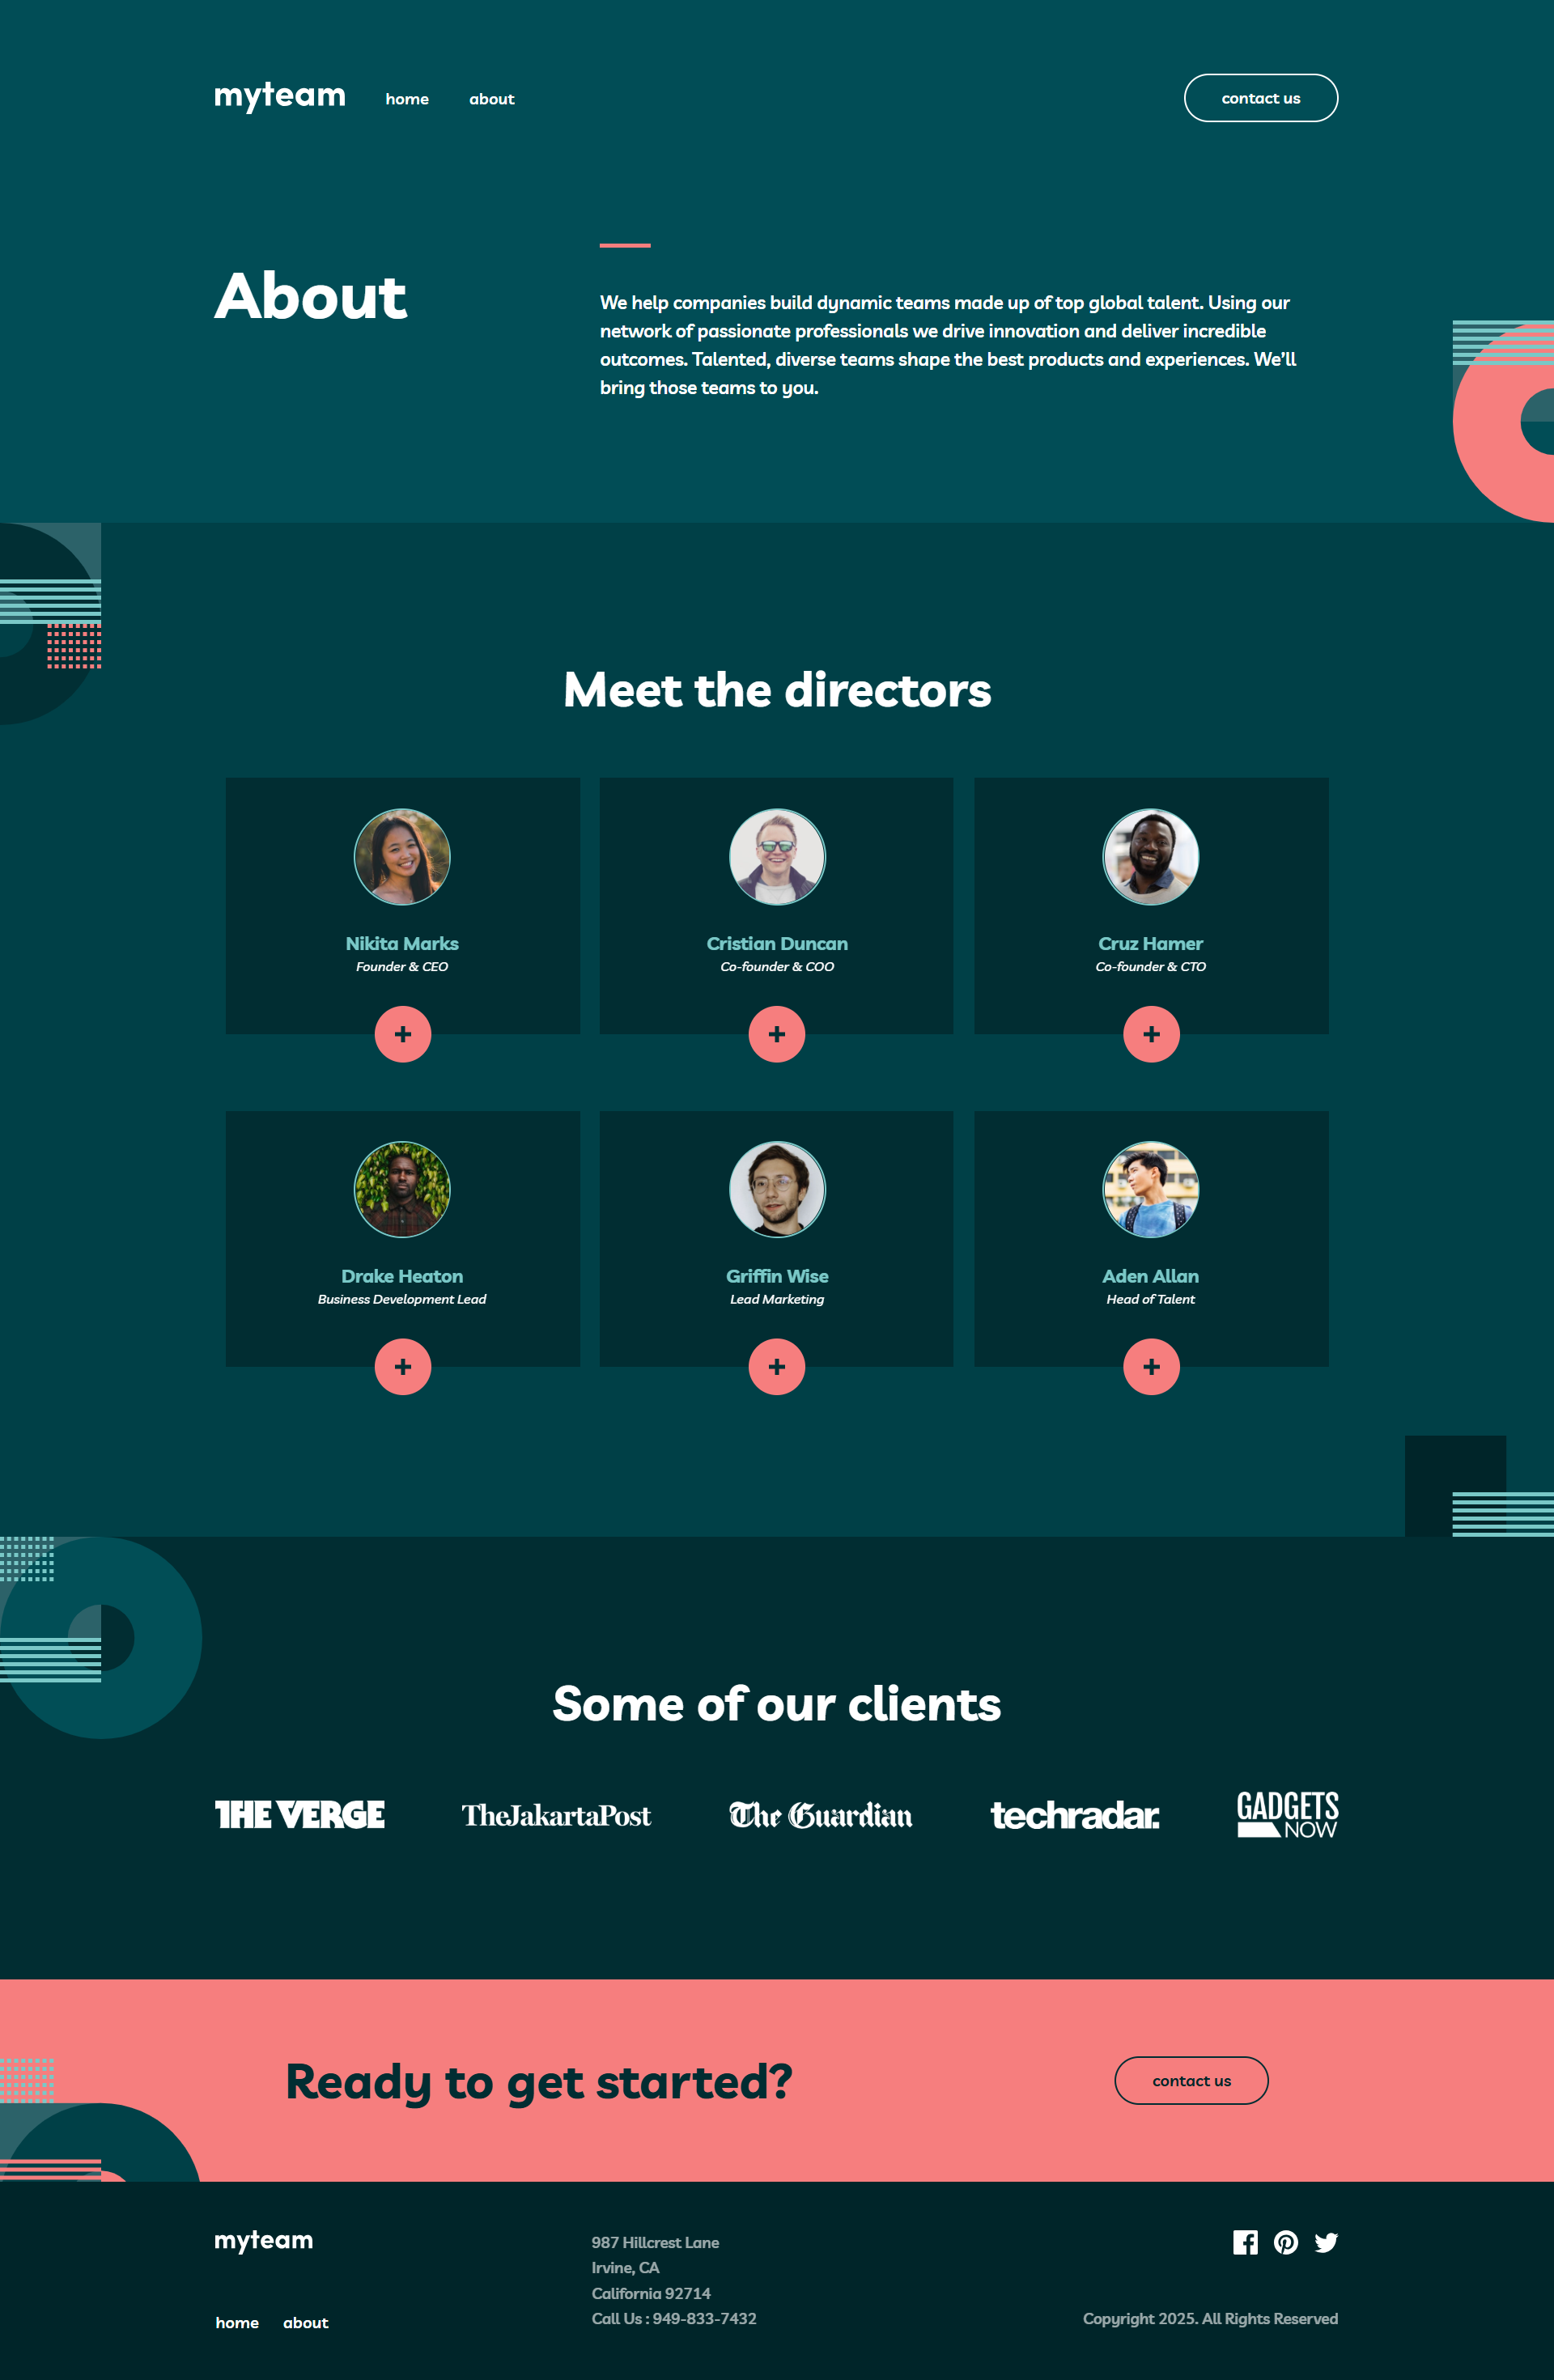 myteam
home
about
contact us
About
We help companies build dynamic teams made up of top global talent. Using our
network of passionate professionals we drive innovation and deliver incredible
outcomes. Talented, diverse teams shape the best products and experiences. We’ll
bring those teams to you.
Meet the directors
Nikita Marks
Founder & CEO
Cristian Duncan
Co-founder & COO
Cruz Hamer
Co-founder & CTO
Drake Heaton
Business Development Lead
Griffin Wise
Lead Marketing
Aden Allan
Head of Talent
Some of our clients
THE VERGE
TheJakartaPost
The Guardian
techradar.
GADGETS
NOW
Ready to get started?
contact us
myteam
home
about
987 Hillcrest Lane
Irvine, CA
California 92714
Call Us : 949-833-7432
Copyright 2025. All Rights Reserved